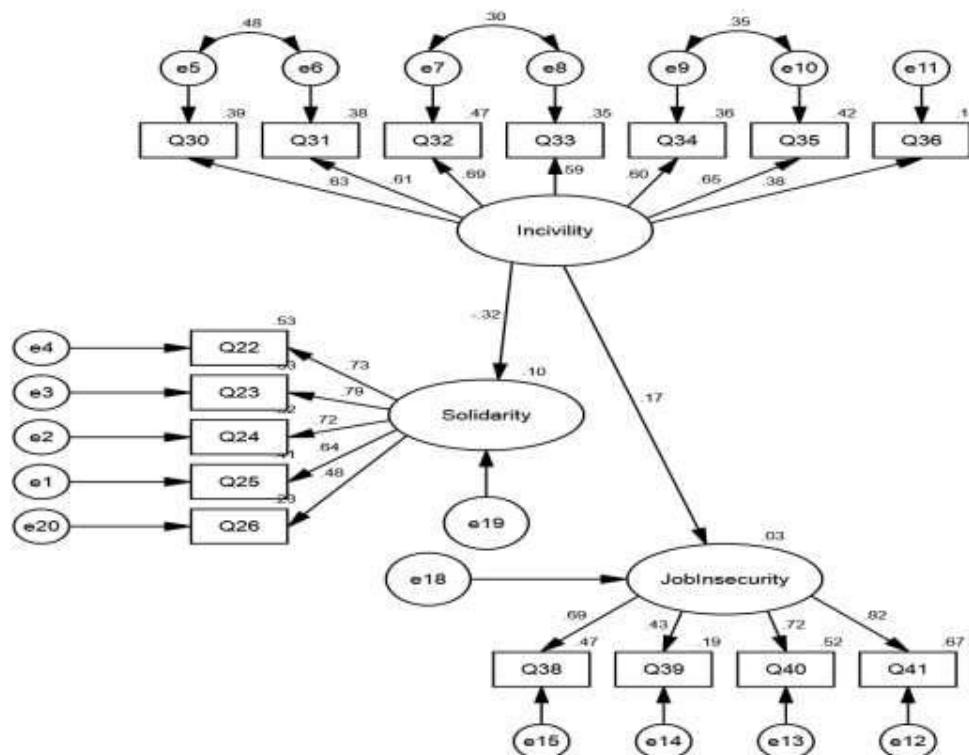 .48 .30 .35
e5 e6 e7 e8 e9 e10 e11
.39 .38 .47 .35 .36 .42
Q30 Q31 Q32 Q33 Q34 Q35 Q36
.63 .61 .69 .59 .60 .65 .38
Incivility
-.32
.17
.53
e4 Q22
.73
e3 Q23
.79
e2 Q24
.72
e1 Q25
.64
e20 Q26
.48
.10
Solidarity
e19
.03
e18 JobInsecurity
.69 .43 .72 .82
.47 .19 .52 .67
Q38 Q39 Q40 Q41
e15 e14 e13 e12